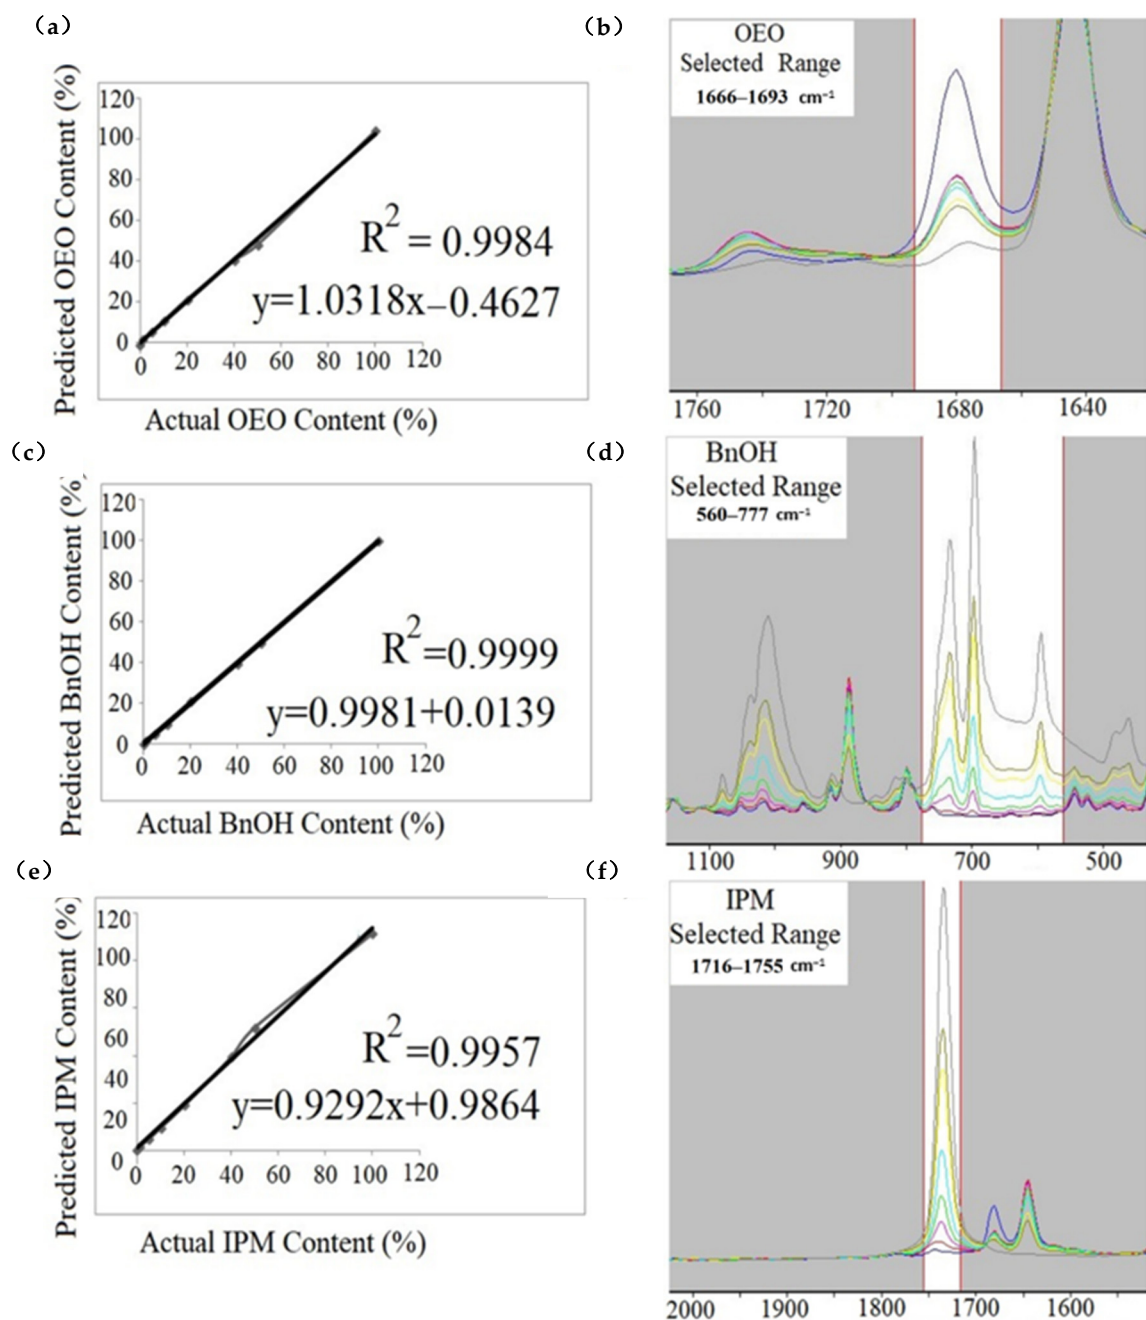 (a)
Predicted OEO Content (%)
120
100
80
60
40
20
0
R2 = 0.9984
y=1.0318x–0.4627
0 20 40 60 80 100 120
Actual OEO Content (%)
(b)
OEO
Selected Range
1666–1693 cm⁻¹
1760 1720 1680 1640
(c)
Predicted BnOH Content (%)
120
100
80
60
40
20
0
R2=0.9999
y=0.9981+0.0139
0 20 40 60 80 100 120
Actual BnOH Content (%)
(d)
BnOH
Selected Range
560–777 cm⁻¹
1100 900 700 500
(e)
Predicted IPM Content (%)
120
100
80
60
40
20
0
R2=0.9957
y=0.9292x+0.9864
0 20 40 60 80 100 120
Actual IPM Content (%)
(f)
IPM
Selected Range
1716–1755 cm⁻¹
2000 1900 1800 1700 1600